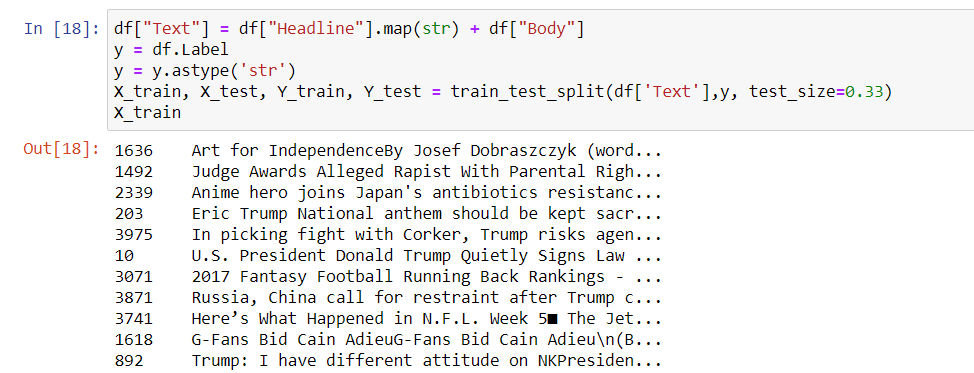 In [18]: df["Text"] = df["Headline"].map(str) + df["Body"]
y = df.Label
y = y.astype('str')
X_train, X_test, Y_train, Y_test = train_test_split(df['Text'],y, test_size=0.33)
X_train
Out[18]: 1636 Art for IndependenceBy Josef Dobraszczyk (word...
1492 Judge Awards Alleged Rapist With Parental Righ...
2339 Anime hero joins Japan's antibiotics resistanc...
203 Eric Trump National anthem should be kept sacr...
3975 In picking fight with Corker, Trump risks agen...
10 U.S. President Donald Trump Quietly Signs Law ...
3071 2017 Fantasy Football Running Back Rankings - ...
3871 Russia, China call for restraint after Trump c...
3741 Here’s What Happened in N.F.L. Week 5■ The Jet...
1618 G-Fans Bid Cain AdieuG-Fans Bid Cain Adieu\n(B...
892 Trump: I have different attitude on NKPresiden...